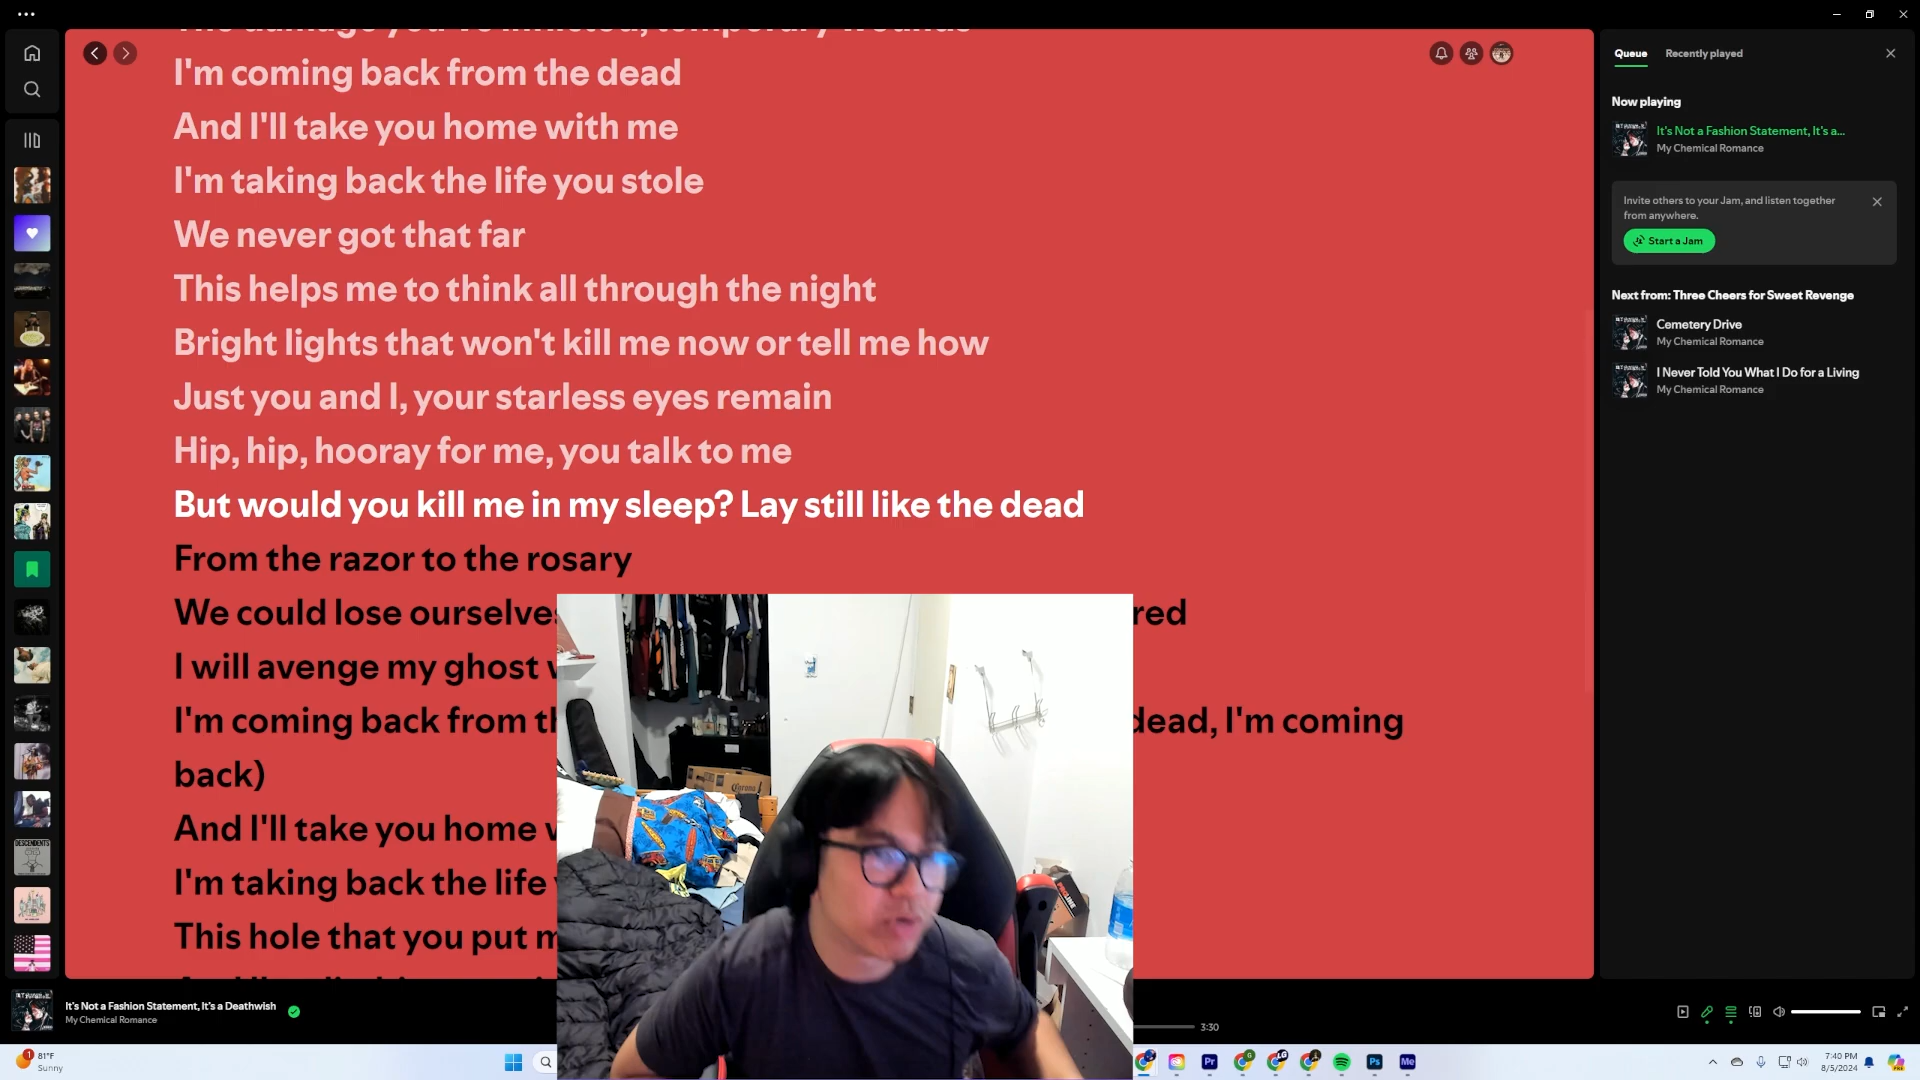 I'm coming back from the dead
And I'll take you home with me
I'm taking back the life you stole
We never got that far
This helps me to think all through the night
Bright lights that won't kill me now or tell me how
Just you and I, your starless eyes remain
Hip, hip, hooray for me, you talk to me
But would you kill me in my sleep? Lay still like the dead
From the razor to the rosary
We could lose ourselves red
I will avenge my ghost
I'm coming back from dead, I'm coming
back)
And I'll take you home
I'm taking back the life
This hole that you put
Queue Recently played
Now playing
It's Not a Fashion Statement, It's a...
My Chemical Romance
Invite others to your Jam, and listen together
from anywhere.
Start a Jam
Next from: Three Cheers for Sweet Revenge
Cemetery Drive
My Chemical Romance
I Never Told You What I Do for a Living
My Chemical Romance
DESCENDENTS
Corona
It's Not a Fashion Statement, It's a Deathwish
My Chemical Romance
3:30
1
81°F
Sunny
Pr
G
LG
Ps
Me
7:40 PM
8/5/2024